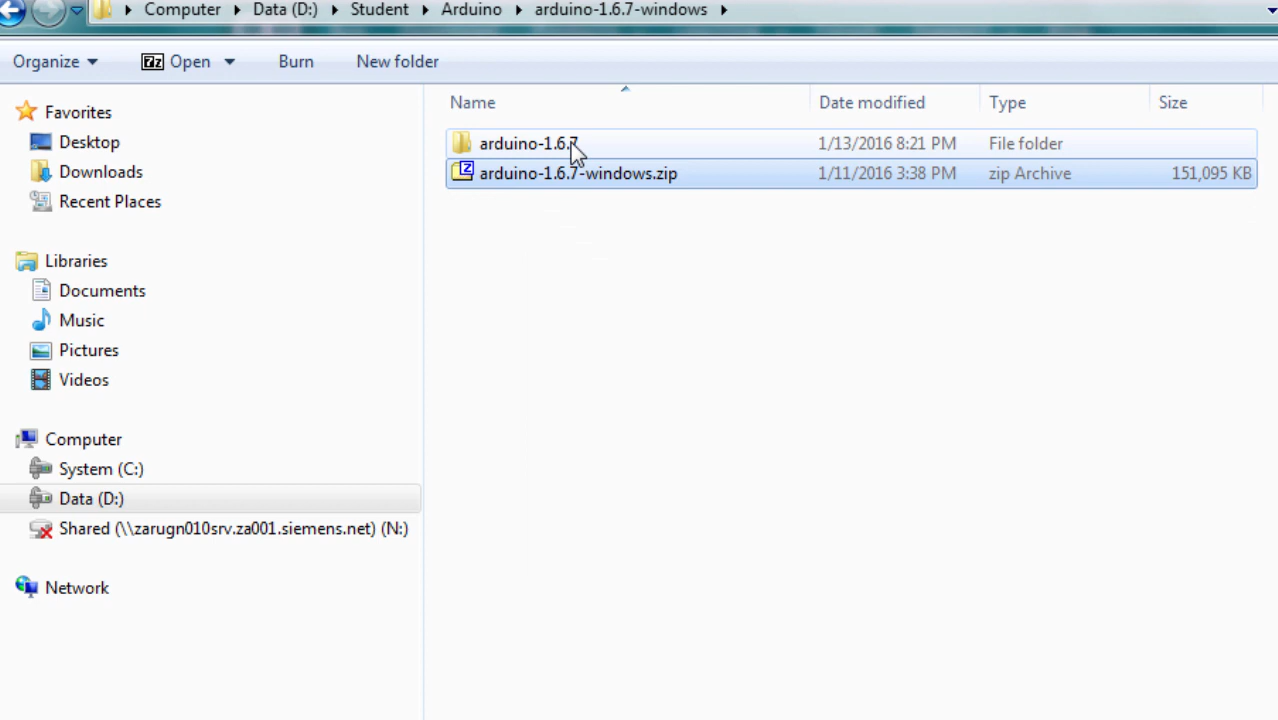 Computer Data (D:) Student Arduino arduino-1.6.7-windows
Organize Open Burn New folder
Favorites
Desktop
Downloads
Recent Places
Libraries
Documents
Music
Pictures
Videos
Computer
System (C:)
Data (D:)
Shared (\\zarugn010srv.za001.siemens.net) (N:)
Network
Name Date modified Type Size
arduino-1.6.7 1/13/2016 8:21 PM File folder
arduino-1.6.7-windows.zip 1/11/2016 3:38 PM zip Archive 151,095 KB